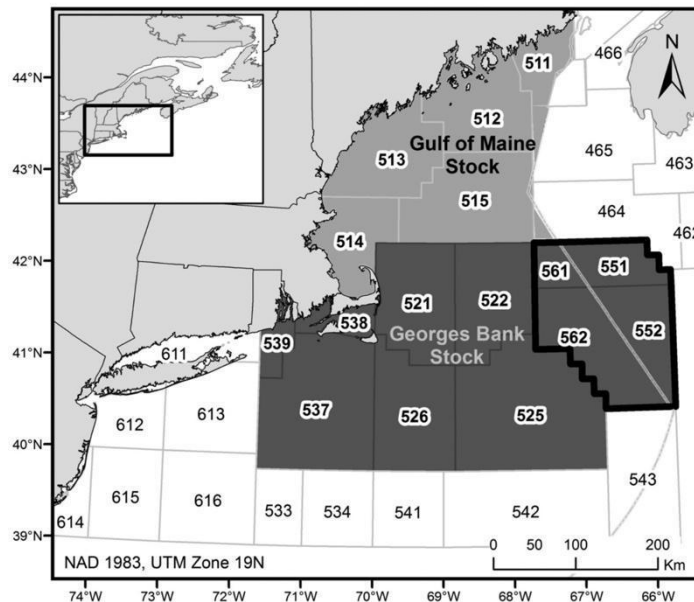 44°N
43°N
42°N
41°N
40°N
39°N
N
466
511
512
Gulf of Maine
Stock
465
463
513
515
464
462
514
561
551
521
522
538
Georges Bank
Stock
562
552
539
611
613
612
537
526
525
543
615
616
614
533
534
541
542
0 50 100 200
Km
NAD 1983, UTM Zone 19N
74°W 73°W 72°W 71°W 70°W 69°W 68°W 67°W 66°W